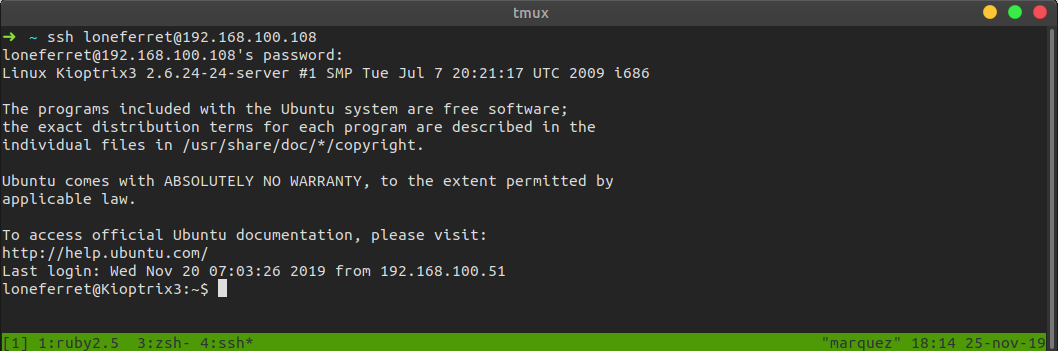 tmux
➜ ~ ssh loneferret@192.168.100.108
loneferret@192.168.100.108's password:
Linux Kioptrix3 2.6.24-24-server #1 SMP Tue Jul 7 20:21:17 UTC 2009 i686
The programs included with the Ubuntu system are free software;
the exact distribution terms for each program are described in the
individual files in /usr/share/doc/*/copyright.
Ubuntu comes with ABSOLUTELY NO WARRANTY, to the extent permitted by
applicable law.
To access official Ubuntu documentation, please visit:
http://help.ubuntu.com/
Last login: Wed Nov 20 07:03:26 2019 from 192.168.100.51
loneferret@Kioptrix3:~$
[1] 1:ruby2.5  3:zsh- 4:ssh* "marquez" 18:14 25-nov-19